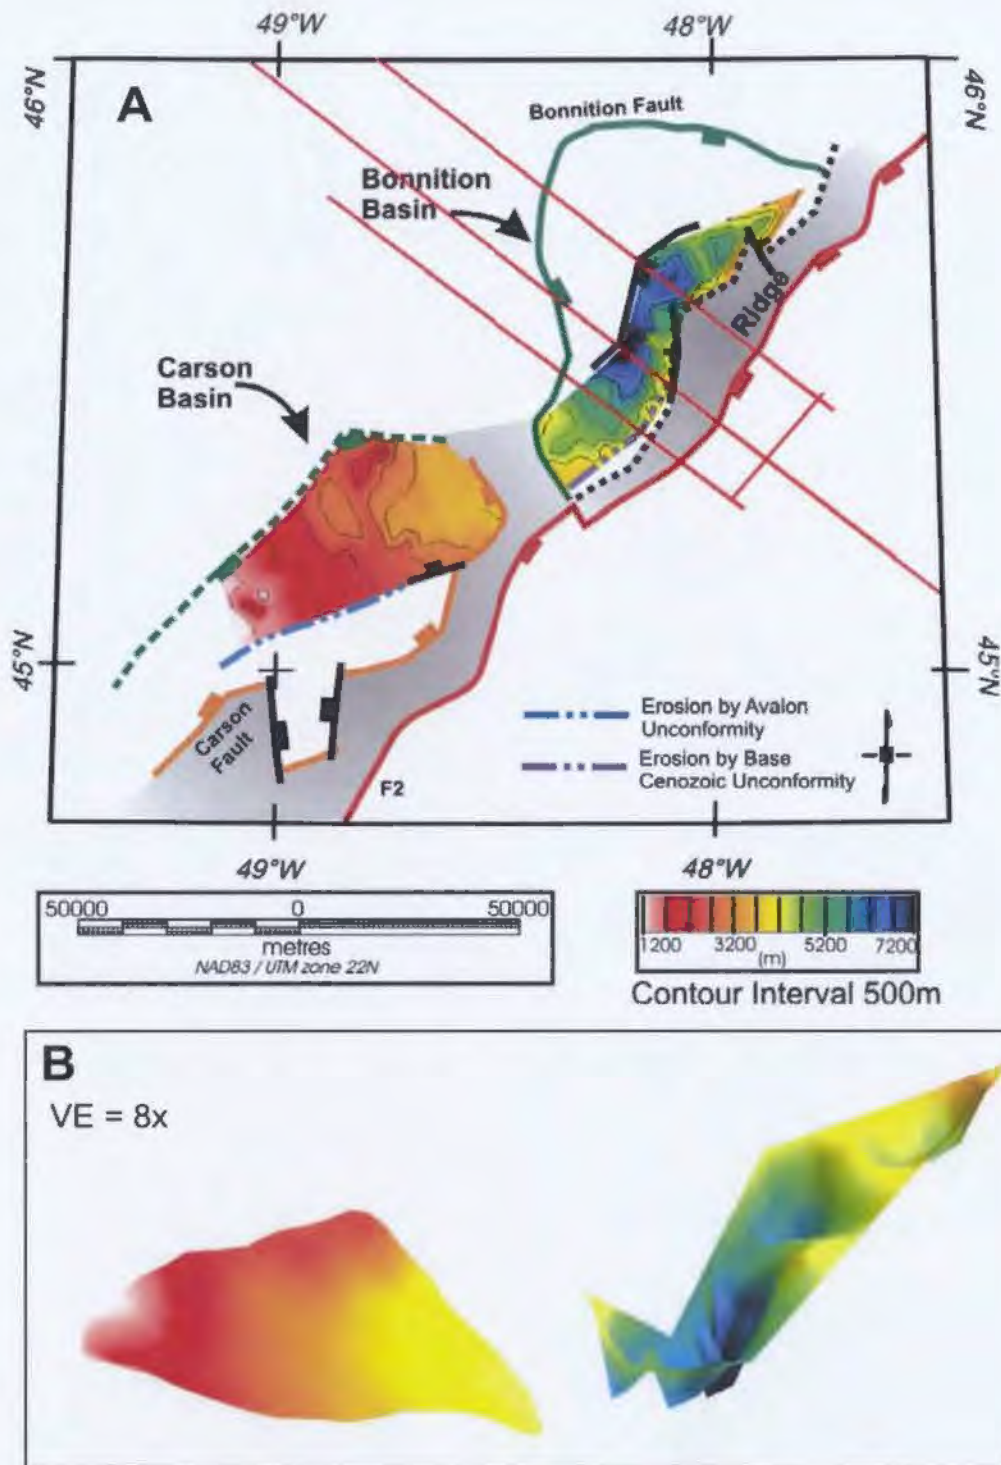 49°W
48°W
46°N
46°N
A
Bonnition Fault
Bonnition
Basin
Ridge
Carson
Basin
45°N
45°N
Erosion by Avalon
Unconformity
Carson
Fault
Erosion by Base
Cenozoic Unconformity
F2
49°W
48°W
50000 0 50000
metres
NAD83 / UTM zone 22N
1200 3200 5200 7200
(m)
Contour Interval 500m
B
VE = 8x